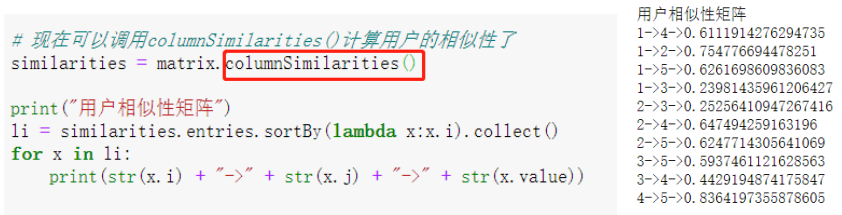 # 现在可以调用columnSimilarities()计算用户的相似性了
similarities = matrix.columnSimilarities()
print("用户相似性矩阵")
li = similarities.entries.sortBy(lambda x:x.i).collect()
for x in li:
    print(str(x.i) + "->" + str(x.j) + "->" + str(x.value))
用户相似性矩阵
1->4->0.6111914276294735
1->2->0.754776694478251
1->5->0.6261698609836083
1->3->0.23981435961206427
2->3->0.25256410947267416
2->4->0.647494259163196
2->5->0.6247714305641069
3->5->0.5937461121628563
3->4->0.4429194874175847
4->5->0.8364197355878605